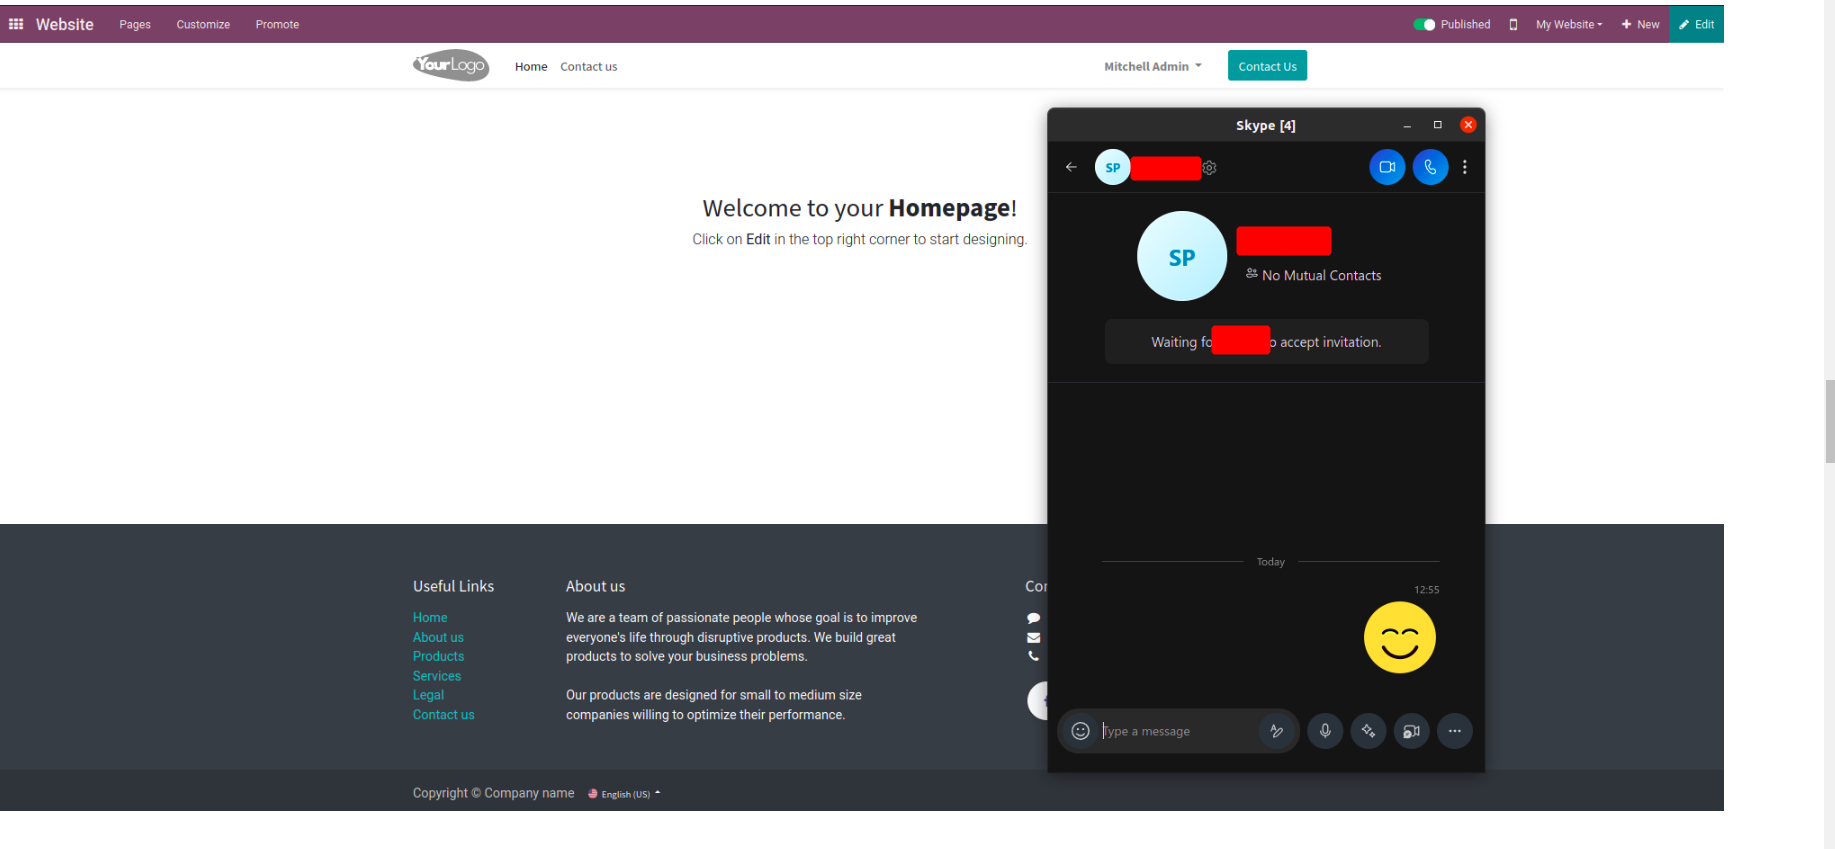 Website Pages Customize Promote Published My Website New Edit
YourLogo Home Contact us Mitchell Admin Contact Us
Welcome to your Homepage!
Click on Edit in the top right corner to start designing.
Skype [4]
SP
SP
No Mutual Contacts
Waiting fo o accept invitation.
Today
12:55
Type a message
Useful Links
Home
About us
Products
Services
Legal
Contact us
About us
We are a team of passionate people whose goal is to improve
everyone's life through disruptive products. We build great
products to solve your business problems.
Our products are designed for small to medium size
companies willing to optimize their performance.
Copyright © Company name English (US)